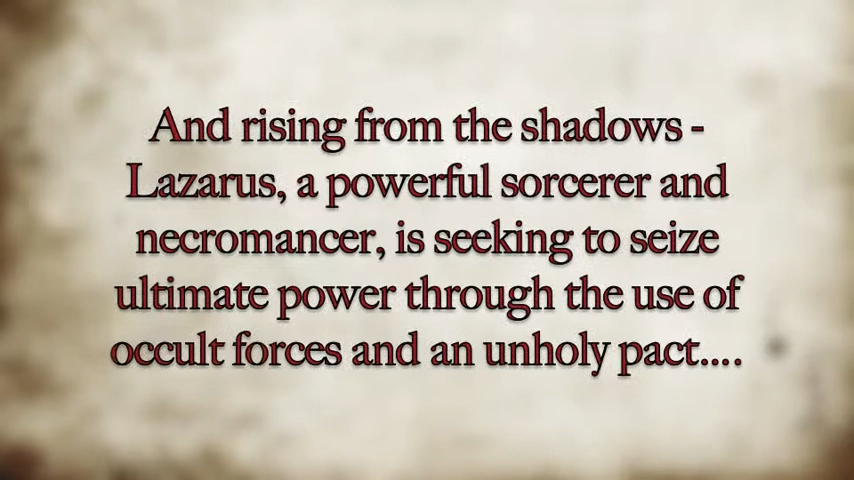 And rising from the shadows -
Lazarus, a powerful sorcerer and
necromancer, is seeking to seize
ultimate power through the use of
occult forces and an unholy pact....